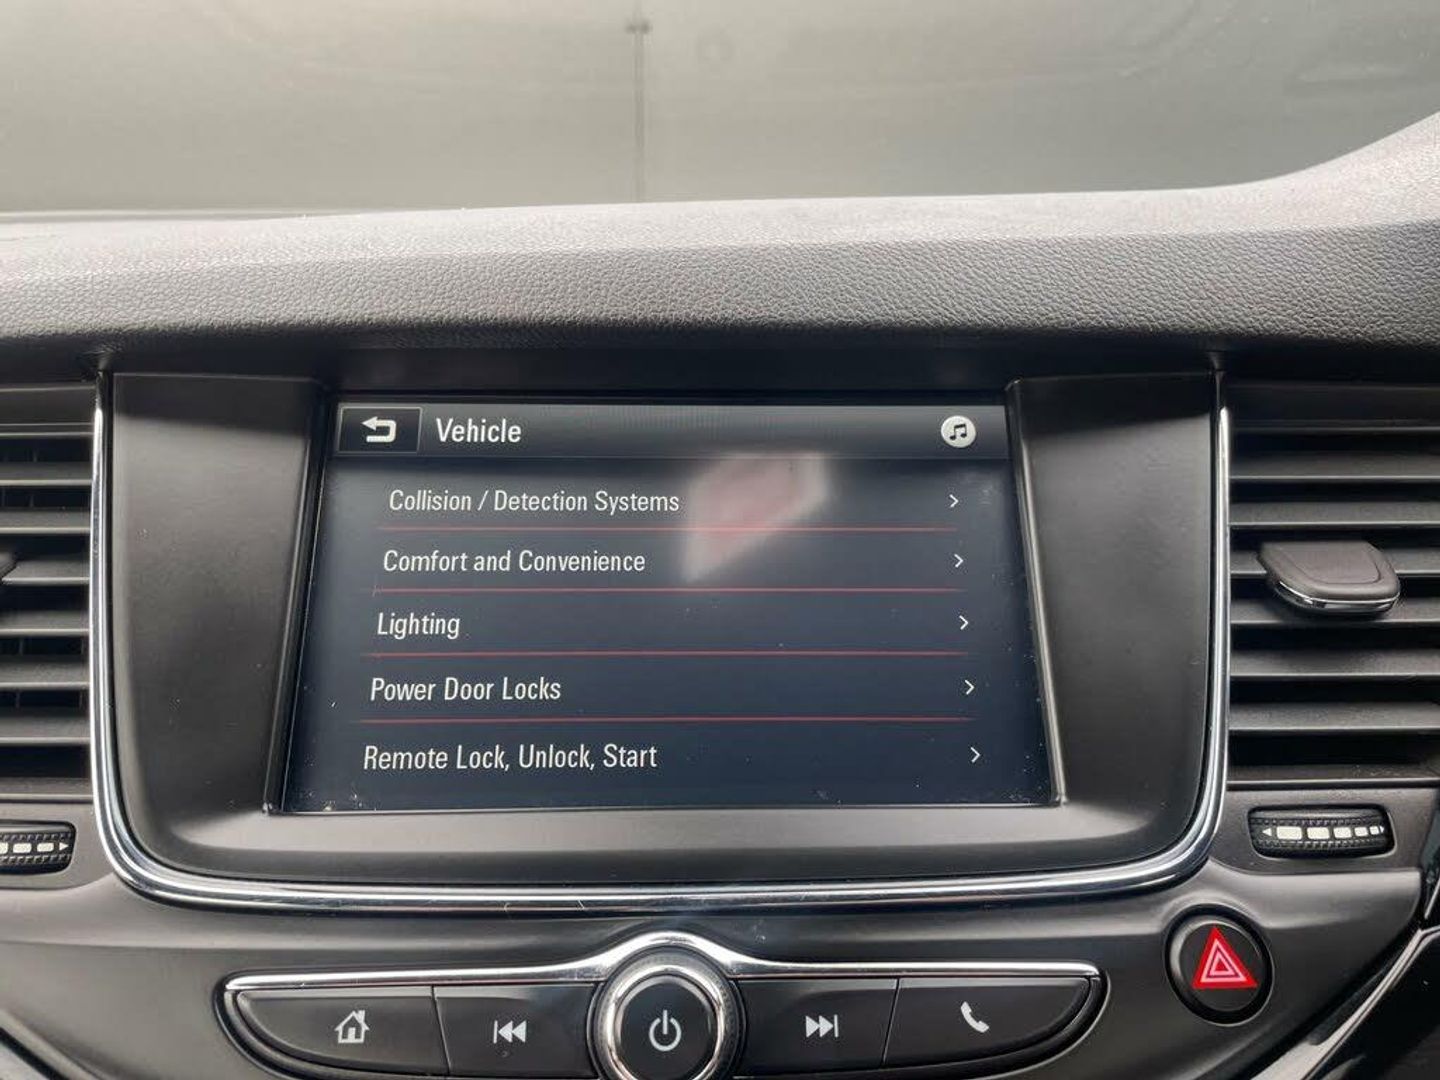 Vehicle
Collision / Detection Systems
Comfort and Convenience
Lighting
Power Door Locks
Remote Lock, Unlock, Start